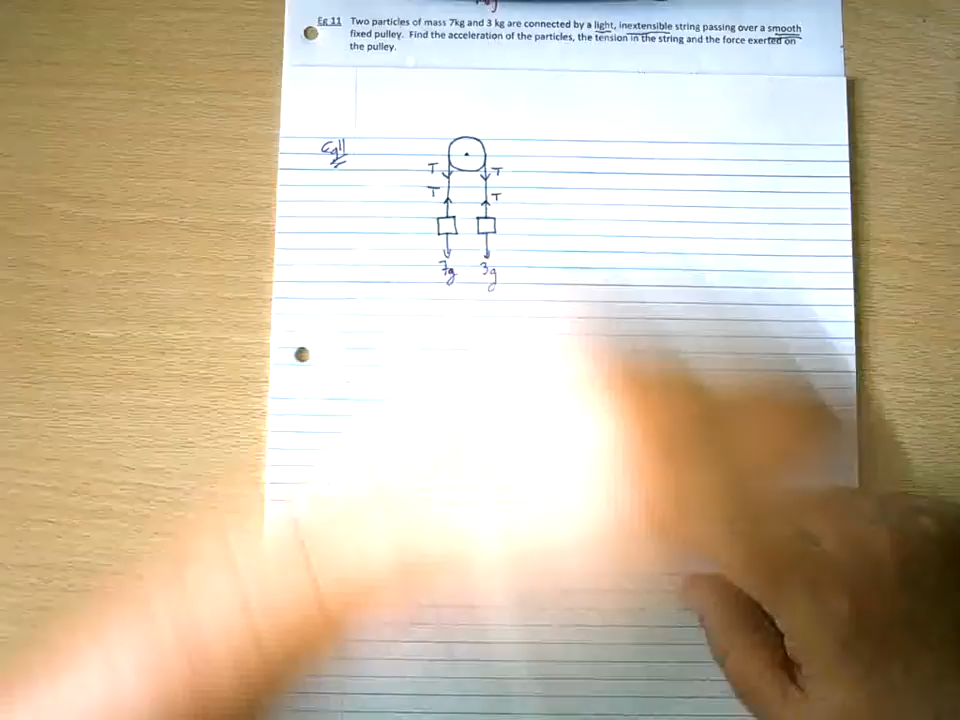 Eg 11 Two particles of mass 7kg and 3 kg are connected by a light, inextensible string passing over a smooth
fixed pulley. Find the acceleration of the particles, the tension in the string and the force exerted on
the pulley.
Eg11
T T
T T
7g 3g